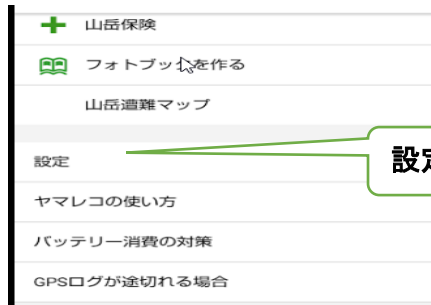 山岳保険
フォトブックを作る
山岳遭難マップ
設定
設定
ヤマレコの使い方
バッテリー消費の対策
GPSログが途切れる場合